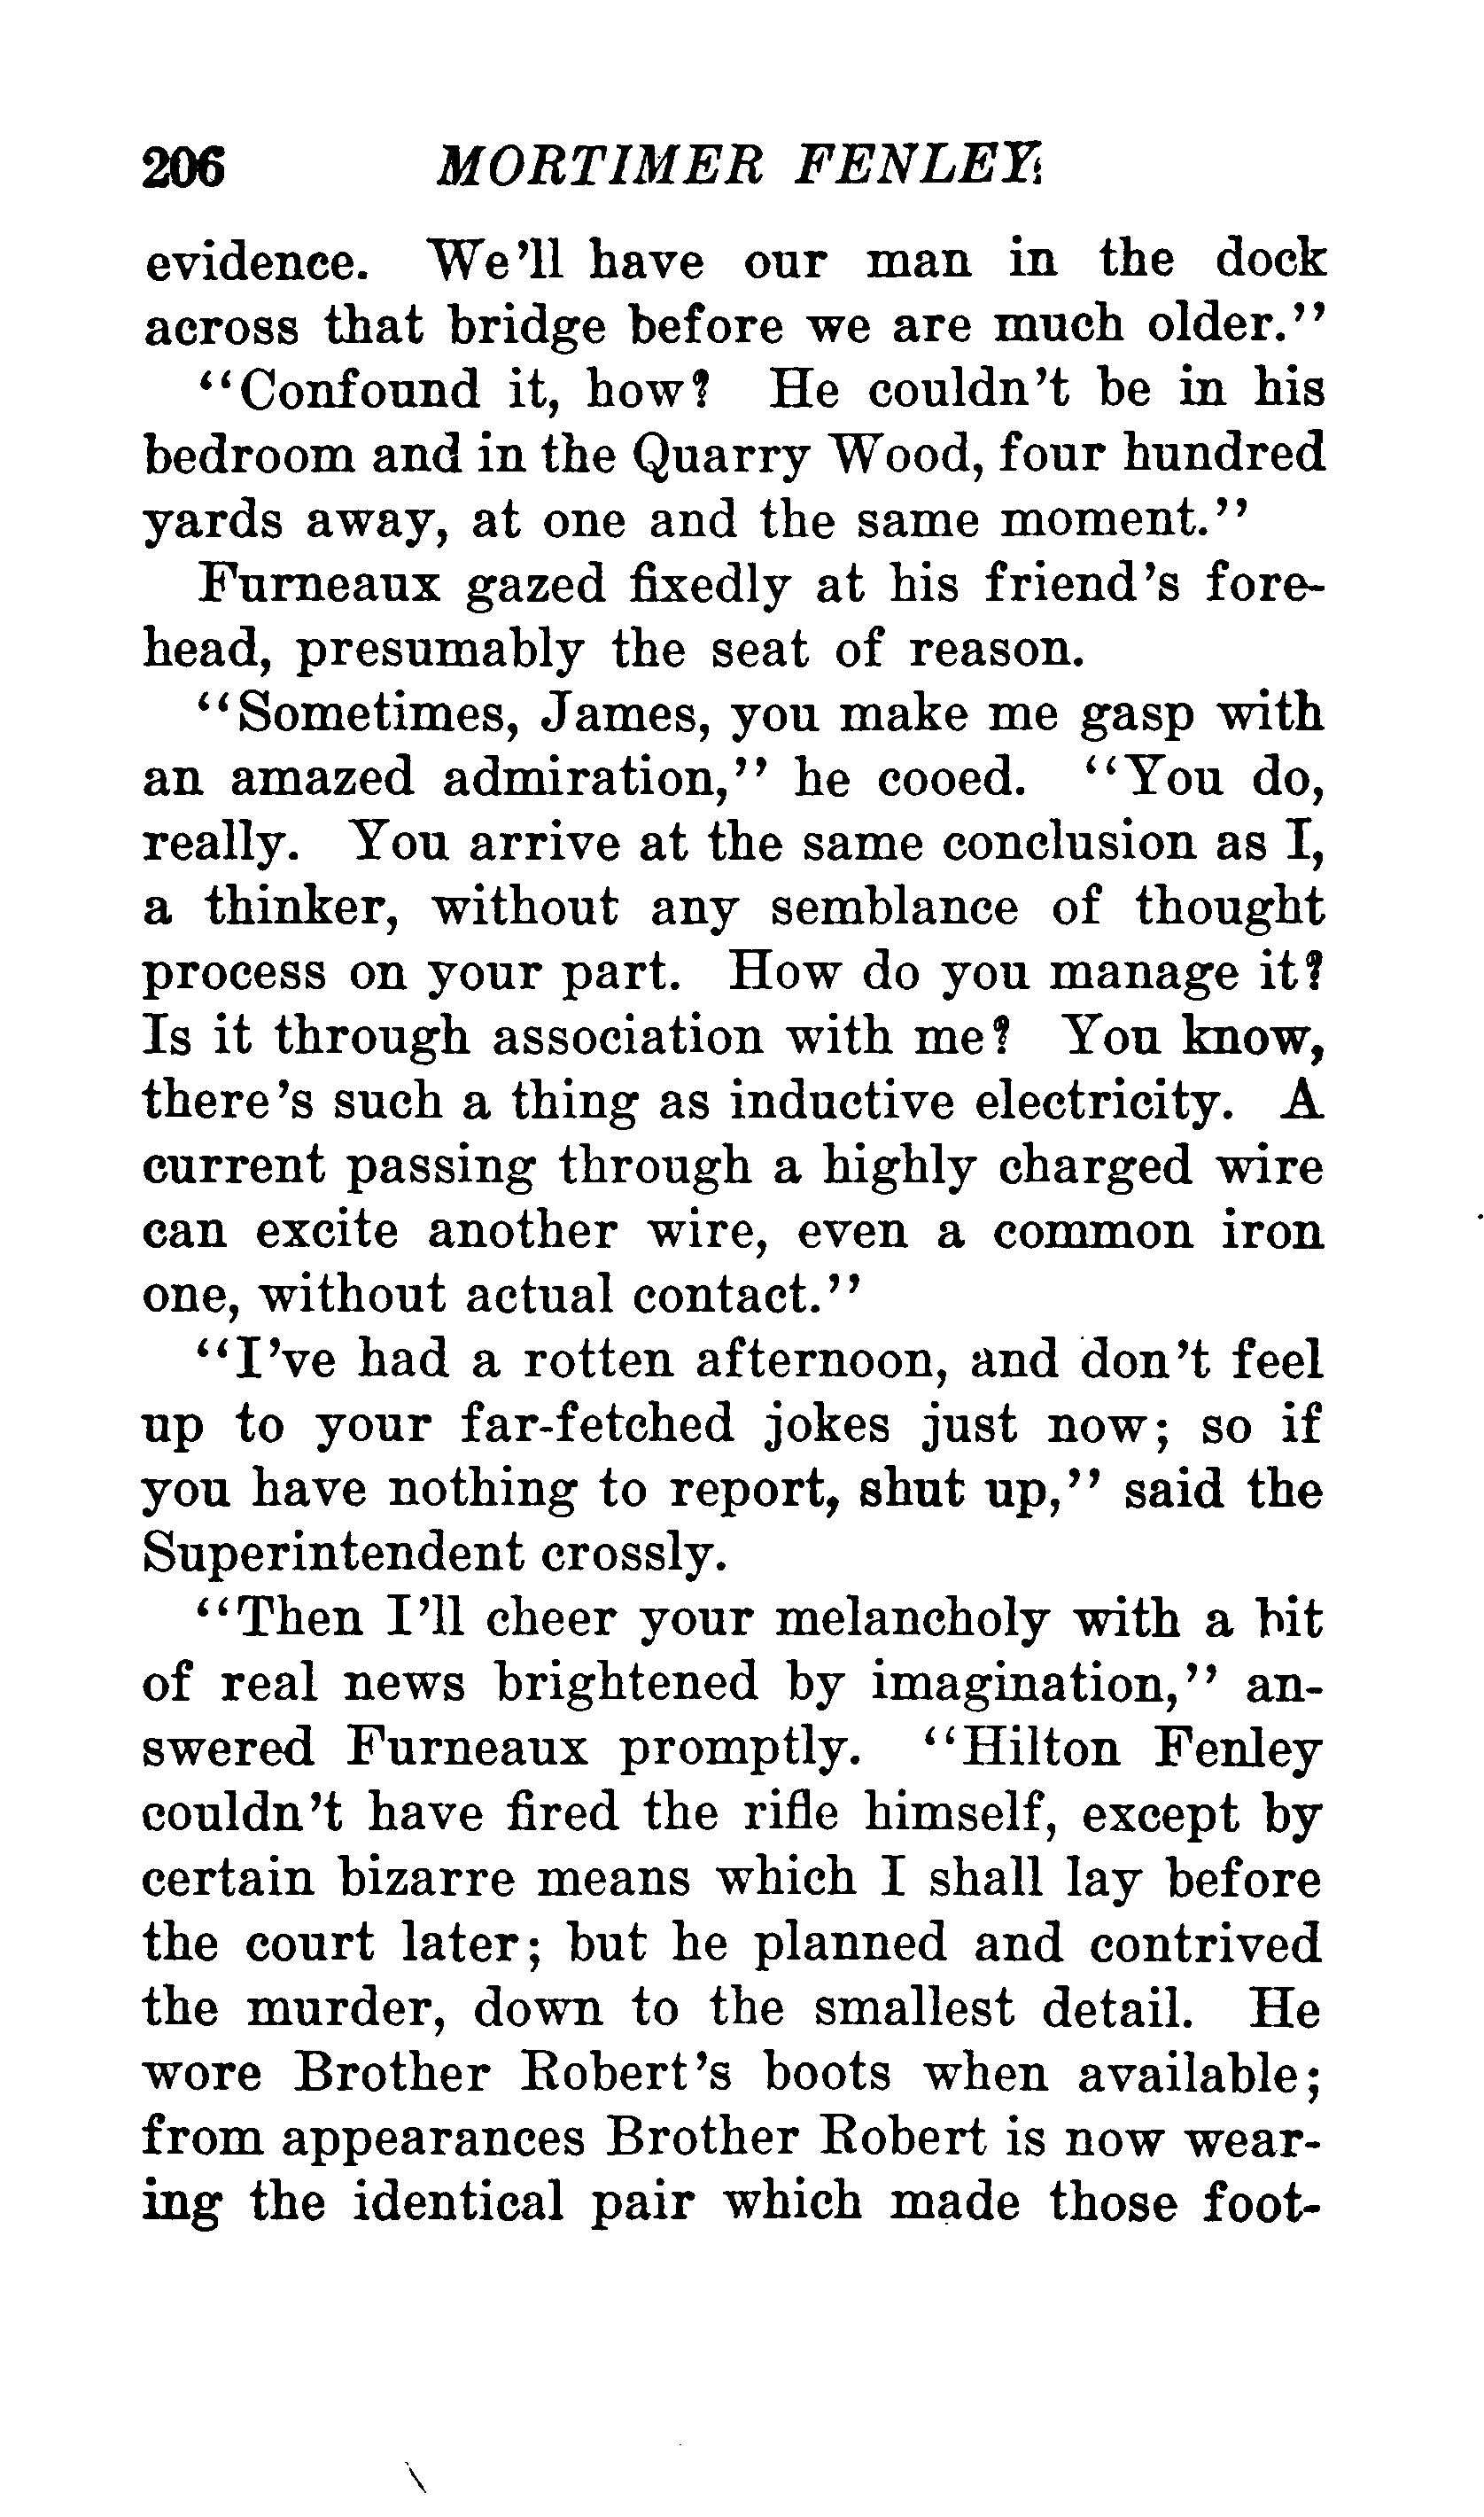 206 MORTIMER FENLEY
evidence. We'll have our man in the dock
across that bridge before we are much older."
"Confound it, how? He couldn't be in his
bedroom and in the Quarry Wood, four hundred
yards away, at one and the same moment."
Furneaux gazed fixedly at his friend's fore-
head, presumably the seat of reason.
"Sometimes, James, you make me gasp with
an amazed admiration," he cooed. "You do,
really. You arrive at the same conclusion as I,
a thinker, without any semblance of thought
process on your part. How do you manage it?
Is it through association with me? You know,
there's such a thing as inductive electricity. A
current passing through a highly charged wire
can excite another wire, even a common iron
one, without actual contact."
"I've had a rotten afternoon, and don't feel
up to your far-fetched jokes just now; so if
you have nothing to report, shut up," said the
Superintendent crossly.
"Then I'll cheer your melancholy with a bit
of real news brightened by imagination," an-
swered Furneaux promptly. "Hilton Fenley
couldn't have fired the rifle himself, except by
certain bizarre means which I shall lay before
the court later; but he planned and contrived
the murder, down to the smallest detail. He
wore Brother Robert's boots when available;
from appearances Brother Robert is now wear-
ing the identical pair which made those foot-